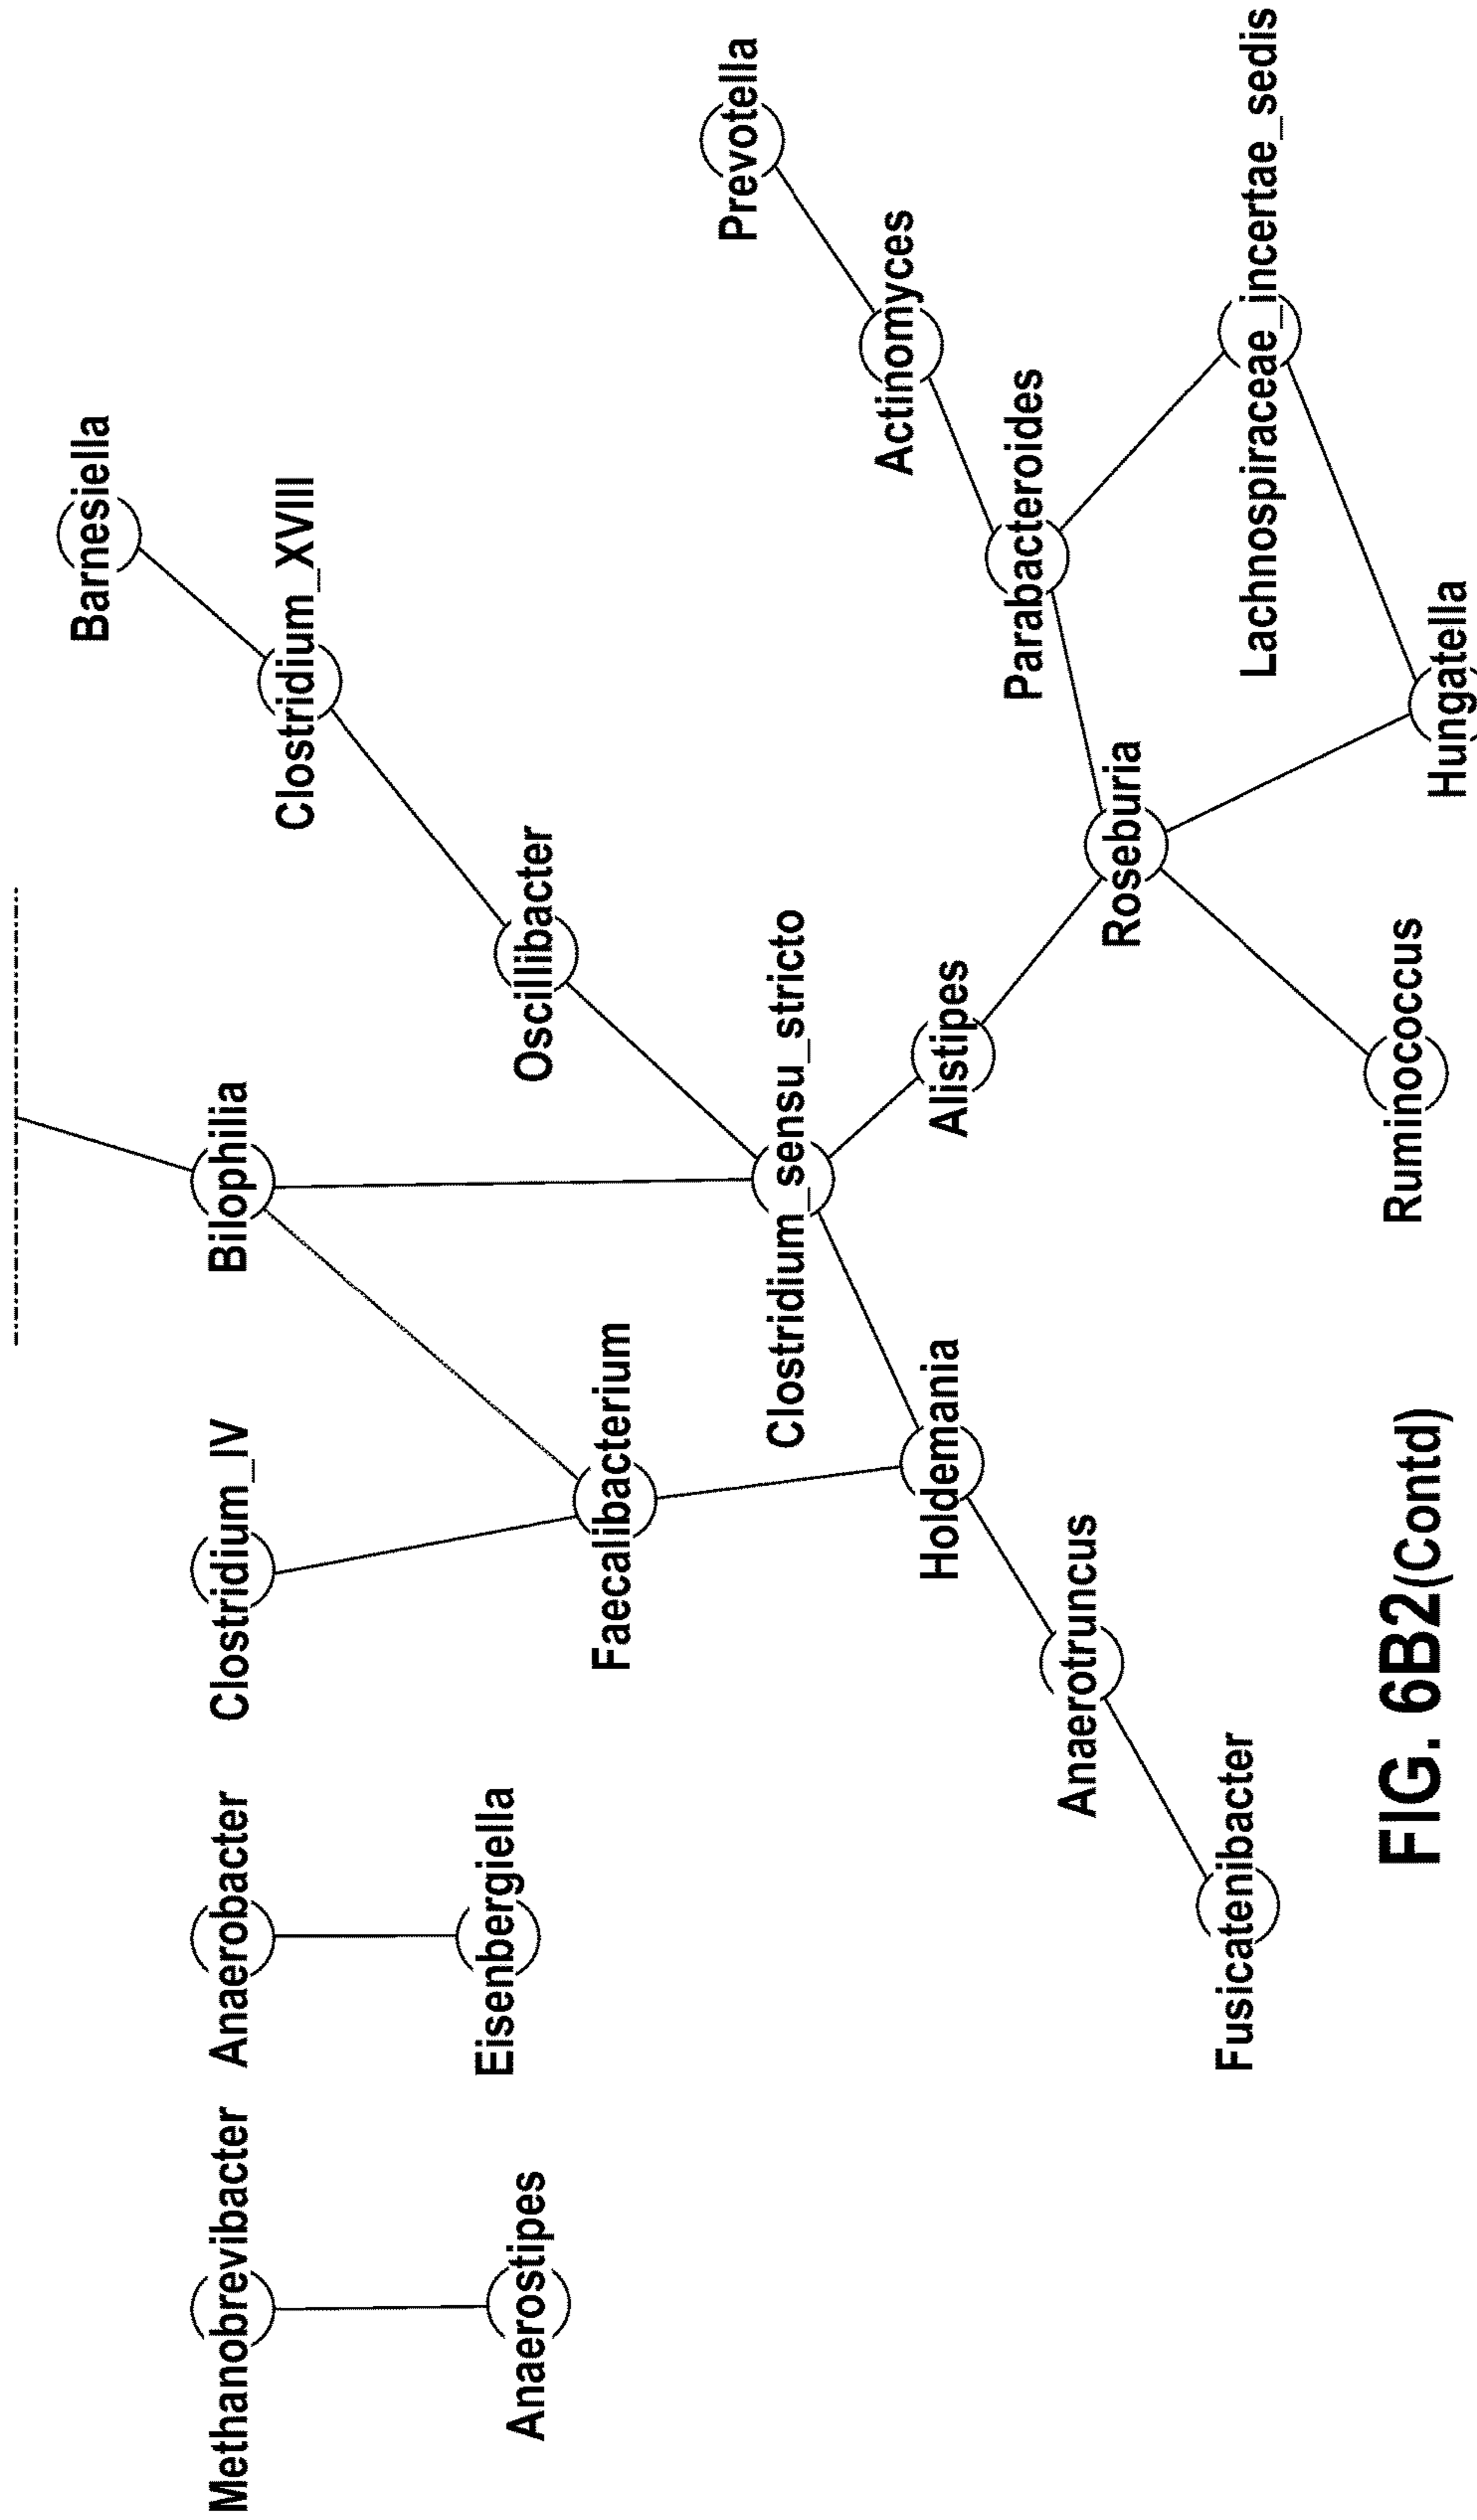 Methanobrevibacter
Anaerobacter
Clostridium_IV
Bilophilia
Barnesiella
Clostridium_XVIII
Anaerostipes
Eisenbergiella
Faecalibacterium
Oscillibacter
Clostridium_sensu_stricto
Prevotella
Holdemania
Alistipes
Actinomyces
Anaerotruncus
Roseburia
Parabacteroides
Fusicatenibacter
Ruminococcus
Hungatella
Lachnospiraceae_incertae_sedis
FIG. 6B2(Contd)